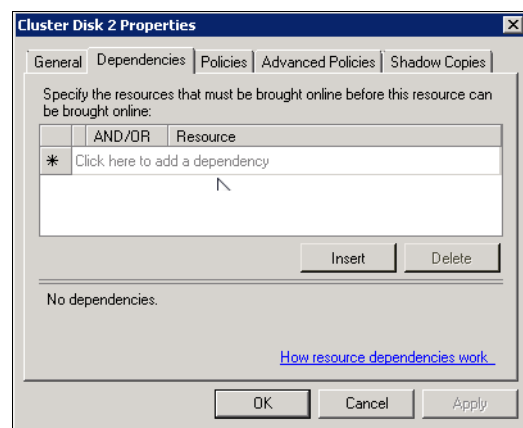 Cluster Disk 2 Properties
General Dependencies Policies Advanced Policies Shadow Copies
Specify the resources that must be brought online before this resource can
be brought online:
AND/OR Resource
Click here to add a dependency
Insert Delete
No dependencies.
How resource dependencies work
OK Cancel Apply